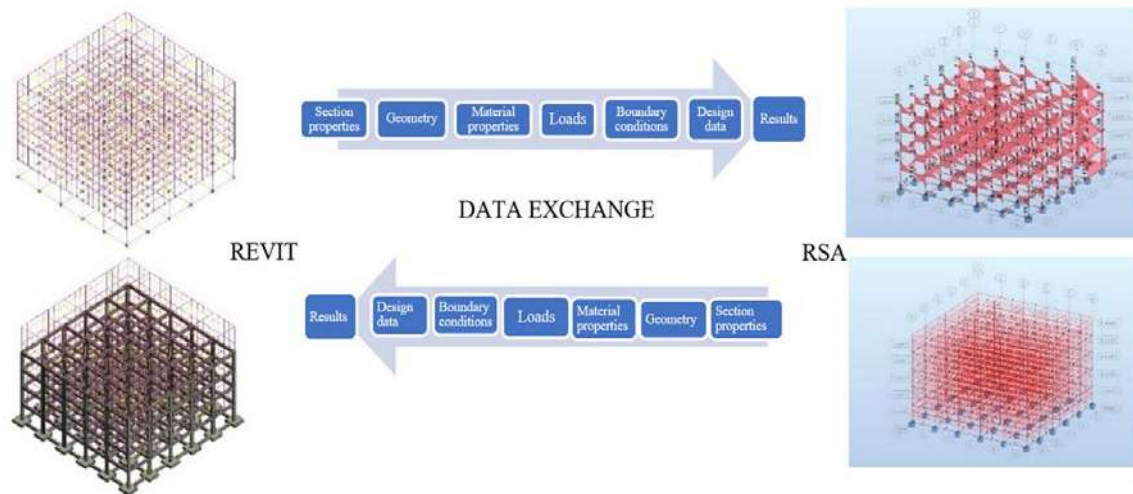 Section
properties
Geometry
Material
properties
Loads
Boundary
conditions
Design
data
Results
DATA EXCHANGE
REVIT
RSA
Results
Design
data
Boundary
conditions
Loads
Material
properties
Geometry
Section
properties